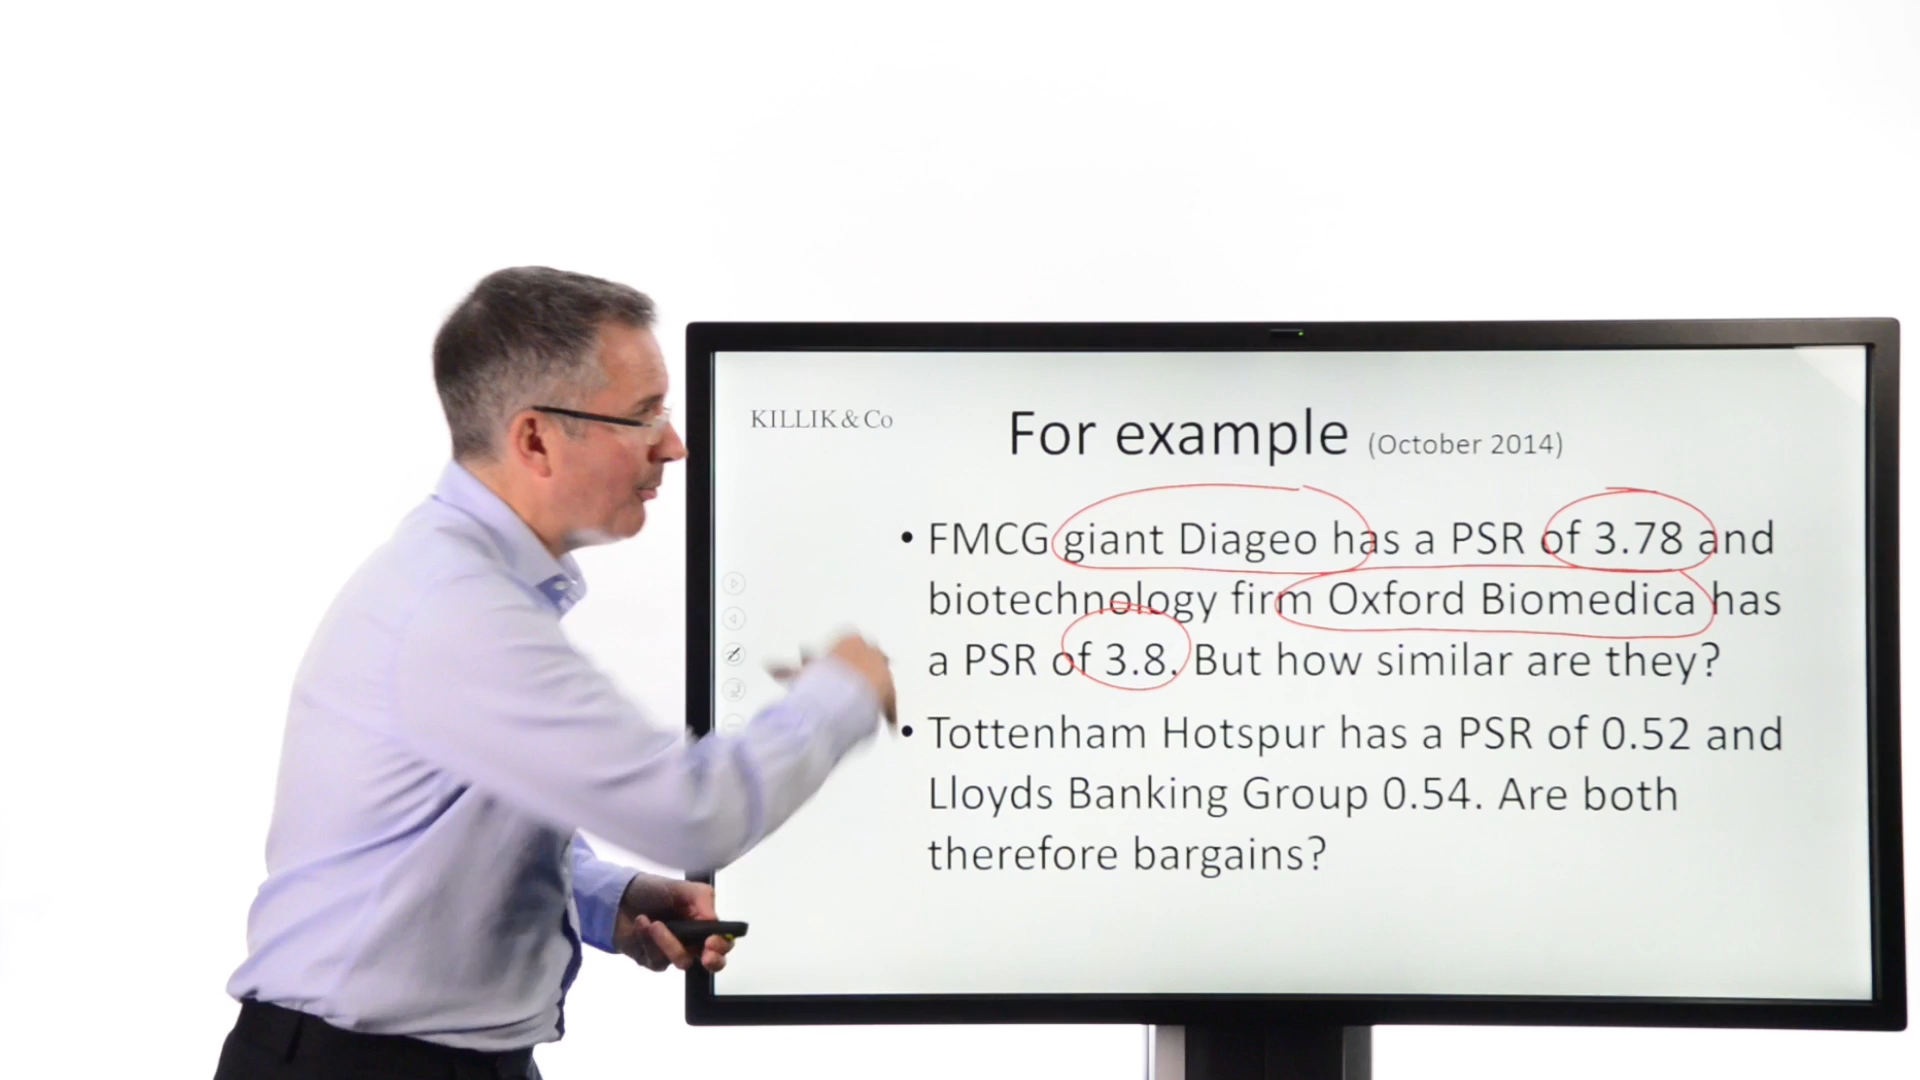 KILLIK & Co
For example (October 2014)
• FMCG giant Diageo has a PSR of 3.78 and
biotechnology firm Oxford Biomedica has
a PSR of 3.8. But how similar are they?
• Tottenham Hotspur has a PSR of 0.52 and
Lloyds Banking Group 0.54. Are both
therefore bargains?